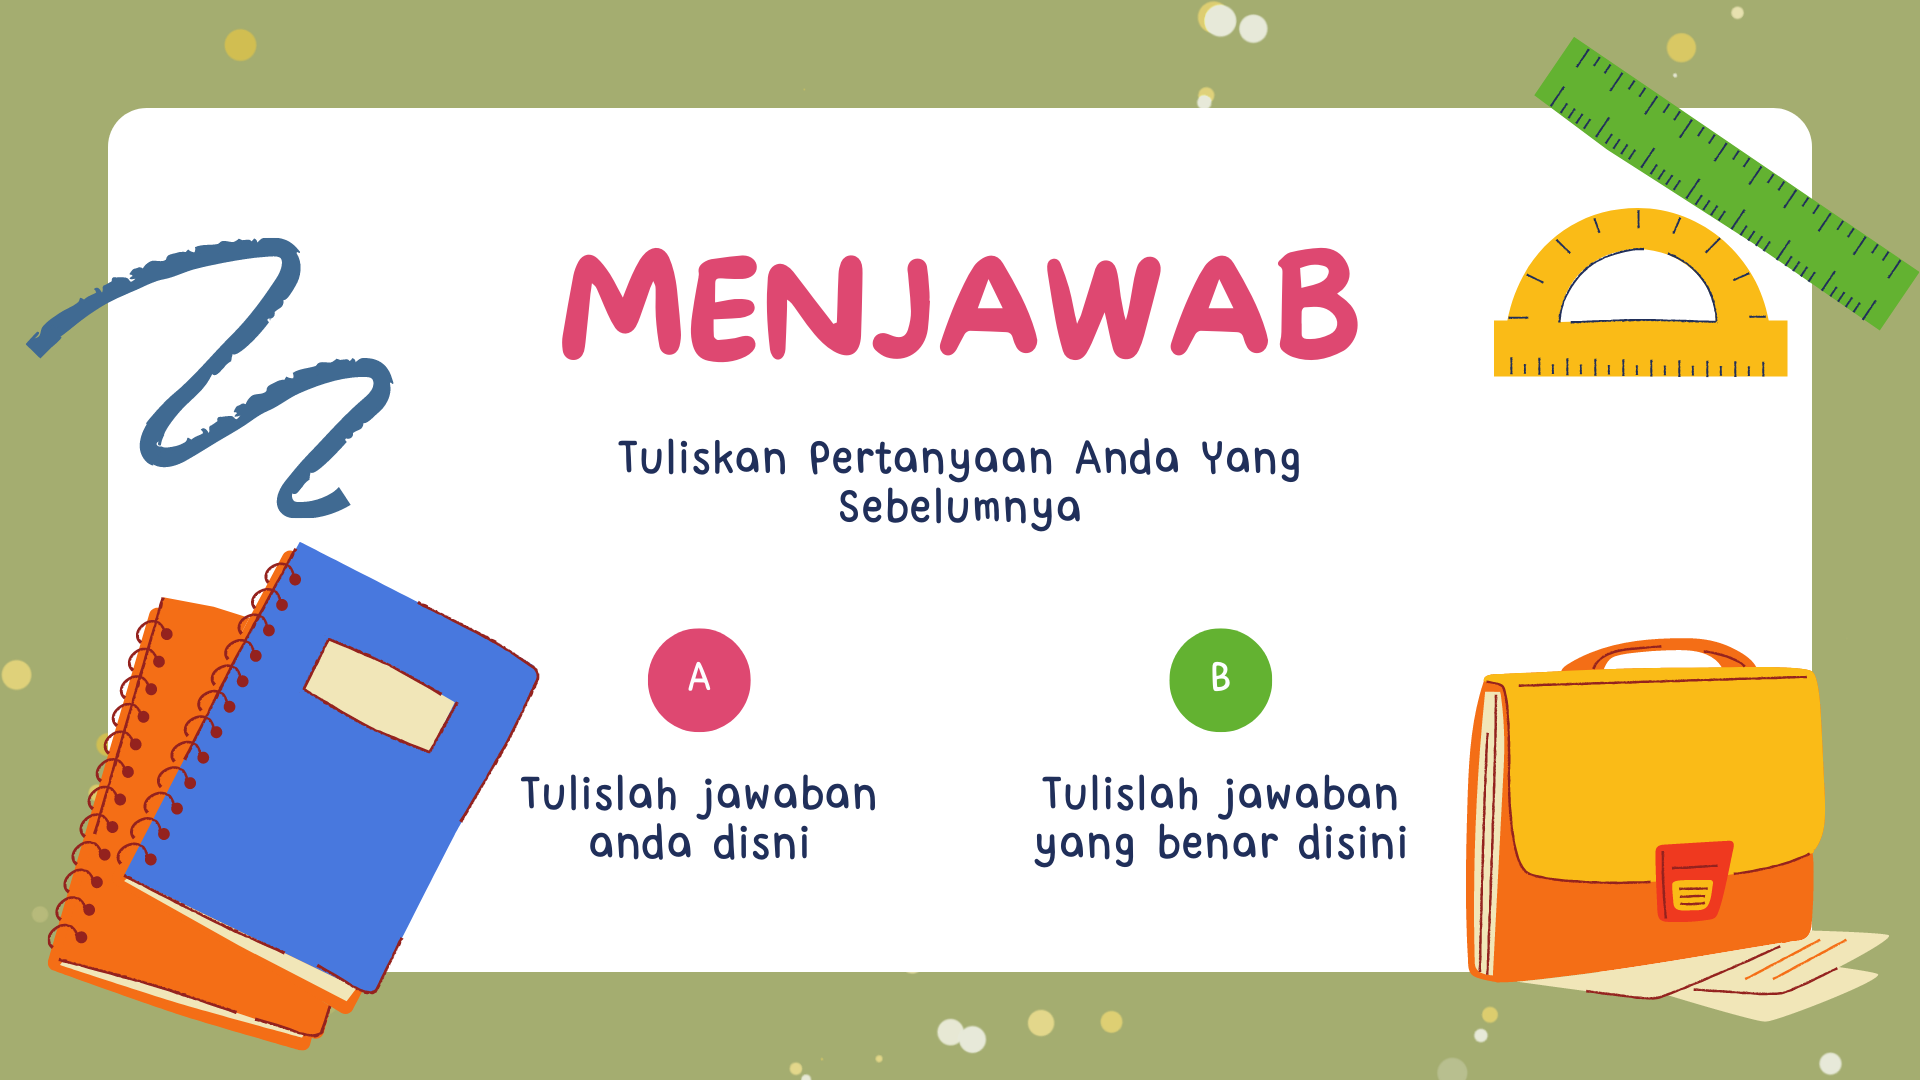 MENJAWAB
Tuliskan Pertanyaan Anda Yang
Sebelumnya
A
B
Tulislah jawaban
anda disni
Tulislah jawaban
yang benar disini